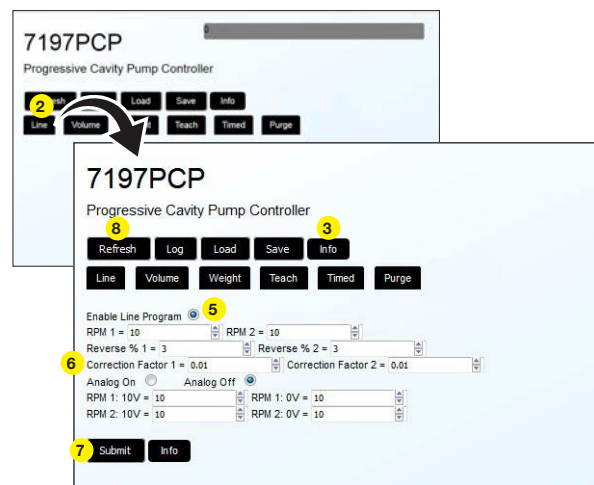 0
7197PCP
Progressive Cavity Pump Controller
2
Load Save Info
Line Volume Teach Timed Purge
7197PCP
Progressive Cavity Pump Controller
8 3
Refresh Log Load Save Info
Line Volume Weight Teach Timed Purge
Enable Line Program 5
RPM 1 = 10 RPM 2 = 10
Reverse % 1 = 3 Reverse % 2 = 3
6 Correction Factor 1 = 0.01 Correction Factor 2 = 0.01
Analog On Analog Off
RPM 1: 10V = 10 RPM 1: 0V = 10
RPM 2: 10V = 10 RPM 2: 0V = 10
7 Submit Info